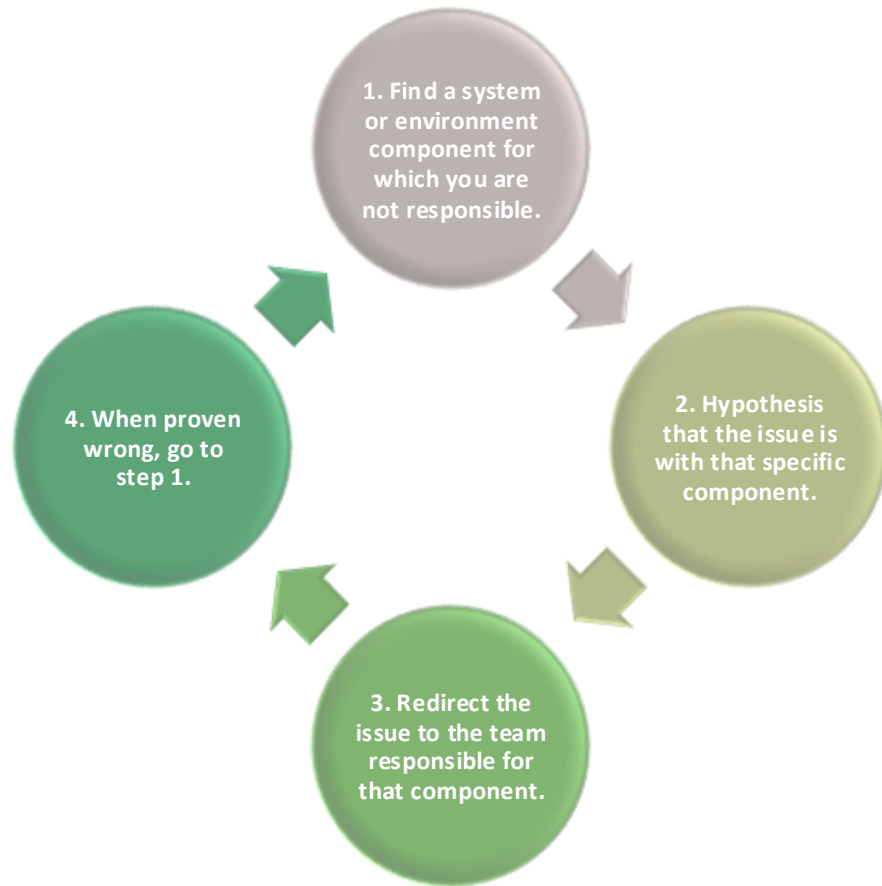 1. Find a system
or environment
component for
which you are
not responsible.
2. Hypothesis
that the issue is
with that specific
component.
3. Redirect the
issue to the team
responsible for
that component.
4. When proven
wrong, go to
step 1.